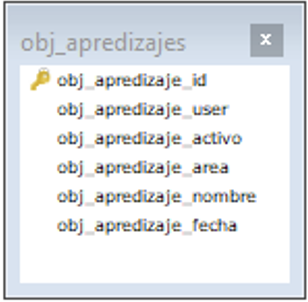 obj_apredizajes
x
obj_apredizaje_id
obj_apredizaje_user
obj_apredizaje_activo
obj_apredizaje_area
obj_apredizaje_nombre
obj_apredizaje_fecha